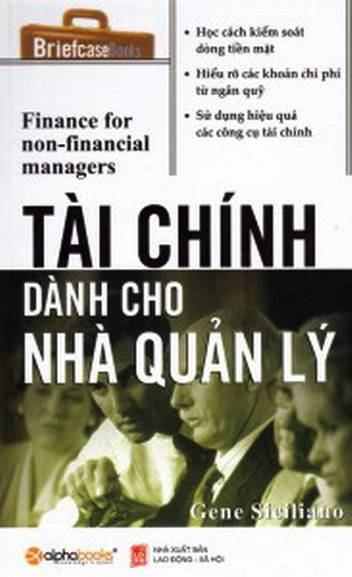 BriefcaseBooks
• Học cách kiểm soát
dòng tiền mặt
• Hiểu rõ các khoản chi phí
từ ngân quỹ
• Sử dụng hiệu quả
các công cụ tài chính
Finance for
non-financial
managers
TÀI CHÍNH
DÀNH CHO
NHÀ QUẢN LÝ
Gene Siciliano
alphabooks
NHÀ XUẤT BẢN
LAO ĐỘNG - XÃ HỘI